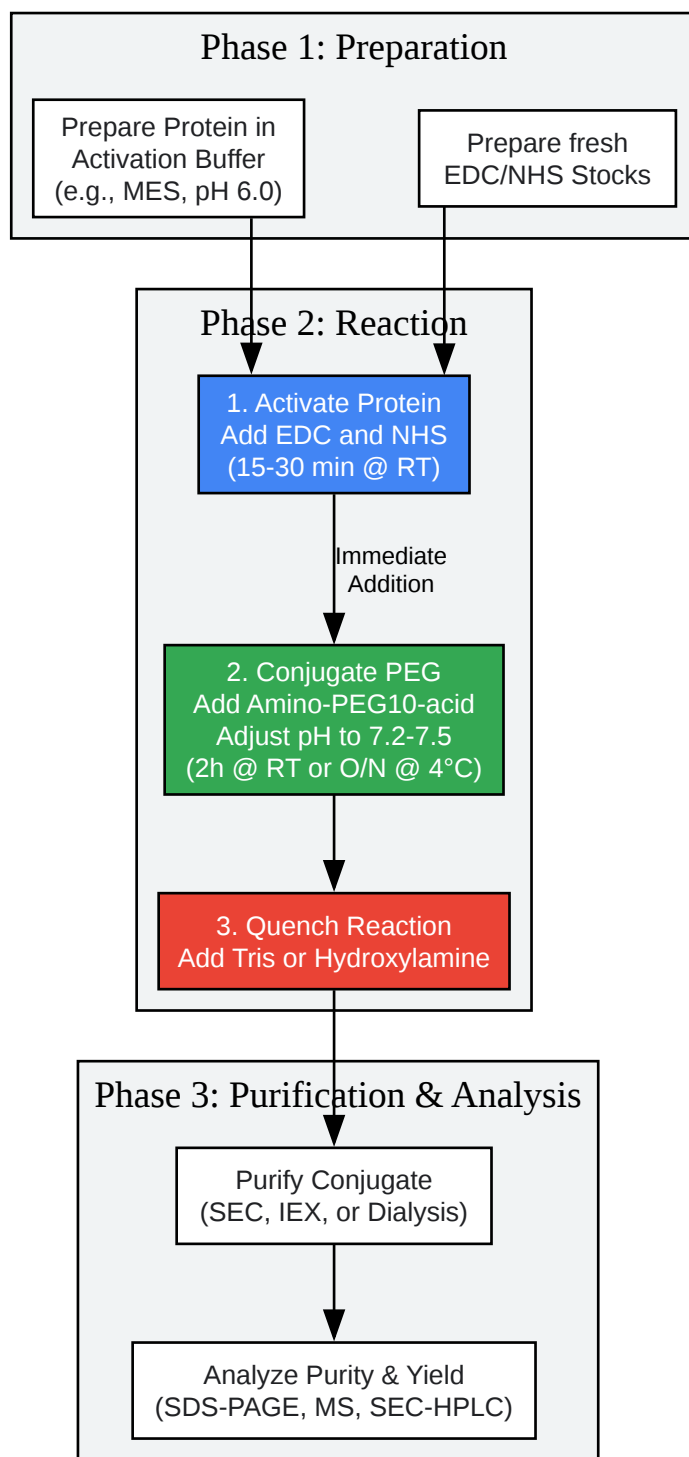 Phase 1: Preparation
Prepare Protein in
Activation Buffer
(e.g., MES, pH 6.0)
Prepare fresh
EDC/NHS Stocks
Phase 2: Reaction
1. Activate Protein
Add EDC and NHS
(15-30 min @ RT)
Immediate
Addition
2. Conjugate PEG
Add Amino-PEG10-acid
Adjust pH to 7.2-7.5
(2h @ RT or O/N @ 4°C)
3. Quench Reaction
Add Tris or Hydroxylamine
Phase 3: Purification & Analysis
Purify Conjugate
(SEC, IEX, or Dialysis)
Analyze Purity & Yield
(SDS-PAGE, MS, SEC-HPLC)